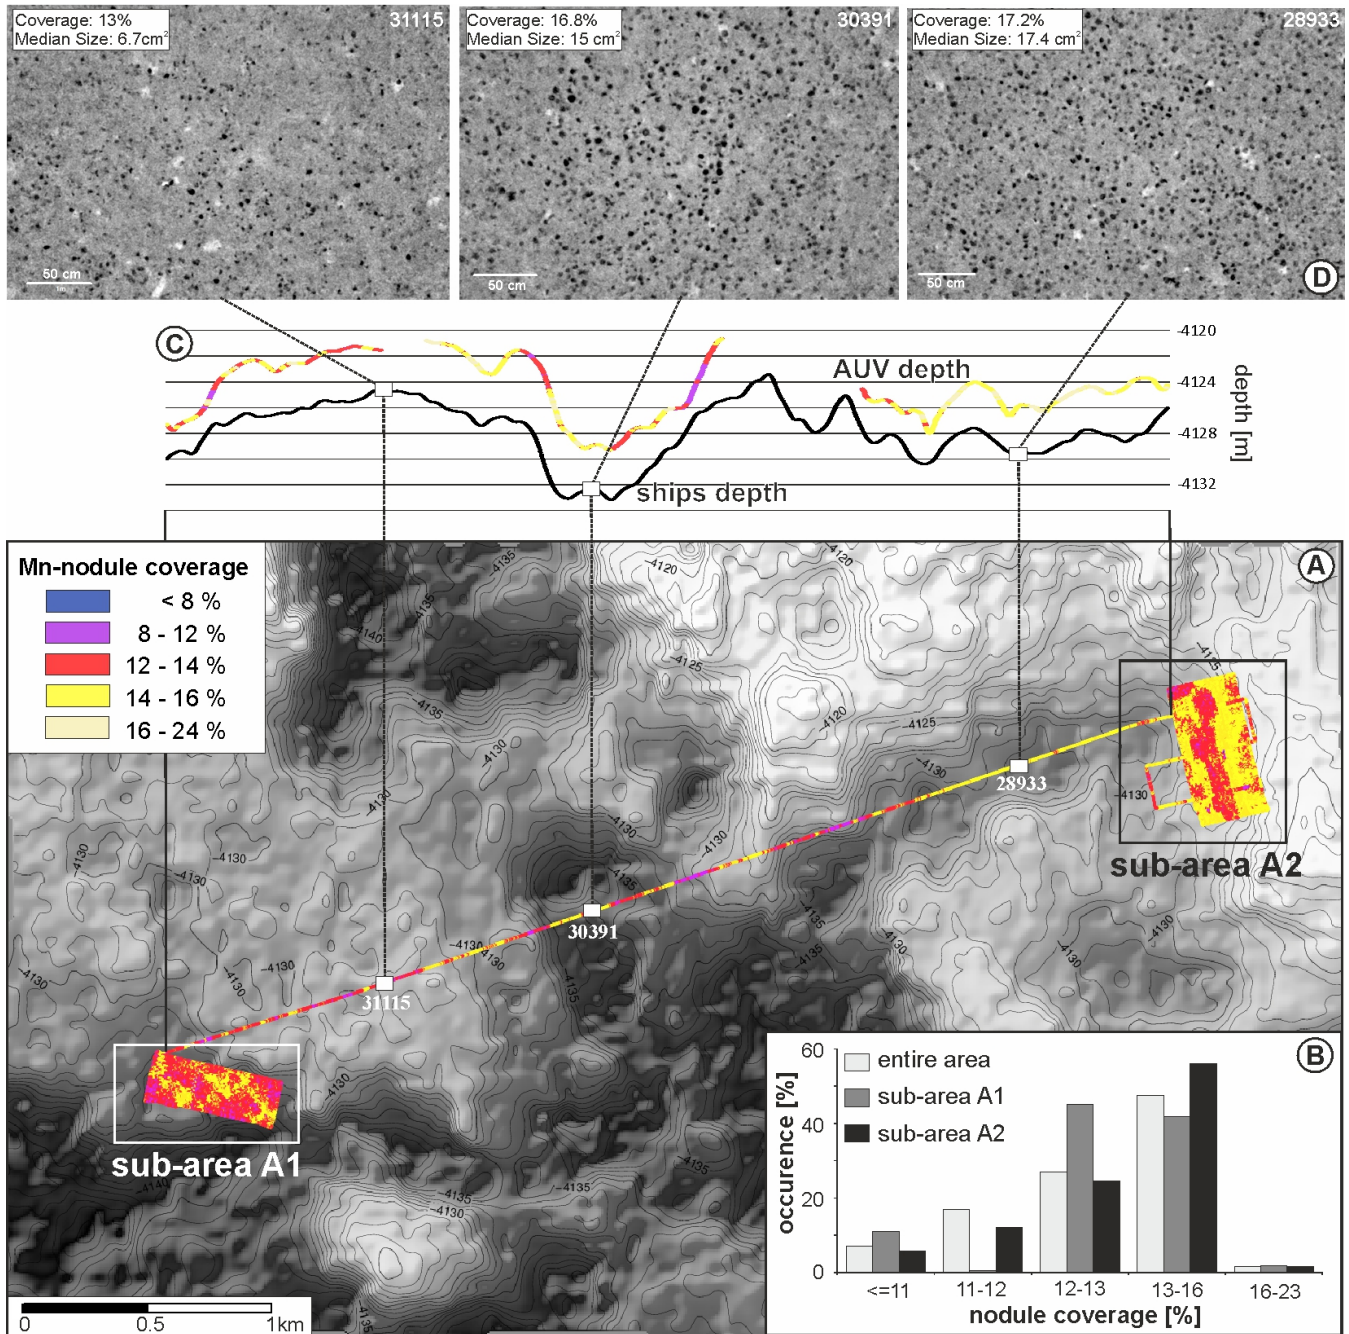 Coverage: 13%
Median Size: 6.7cm²
31115
50 cm
Coverage: 16.8%
Median Size: 15 cm²
30391
50 cm
Coverage: 17.2%
Median Size: 17.4 cm²
28933
50 cm
D
C
AUV depth
ships depth
-4120
-4124
-4128
-4132
depth [m]
A
Mn-nodule coverage
< 8 %
8 - 12 %
12 - 14 %
14 - 16 %
16 - 24 %
-4135
-4140
-4120
-4125
-4120
-4125
-4125
-4135
-4130
-4130
-4130
-4130
28933
-4130
-4130
-4130
-4130
-4130
-4135
sub-area A2
30391
-4135
-4130
-4130
-4130
-4130
-4135
31115
-4130
sub-area A1
-4140
-4135
-4130
-4135
0
0.5
1km
B
entire area
sub-area A1
sub-area A2
occurence [%]
60
40
20
0
<=11
11-12
12-13
13-16
16-23
nodule coverage [%]